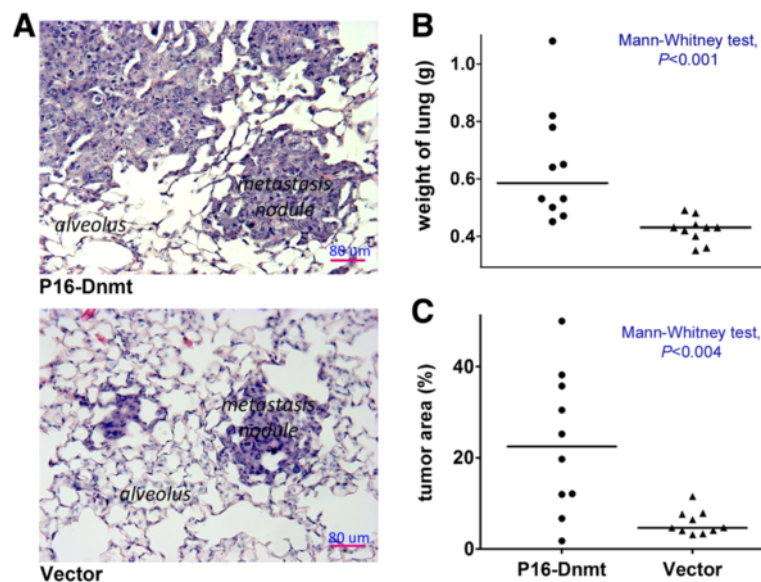 A
metastasis
nodule
alveolus
80 um
P16-Dnmt
metastasis
nodule
alveolus
80 um
Vector
B
Mann-Whitney test,
P<0.001
weight of lung (g)
1.0
0.8
0.6
0.4
C
Mann-Whitney test,
P<0.004
tumor area (%)
40
20
0
P16-Dnmt
Vector